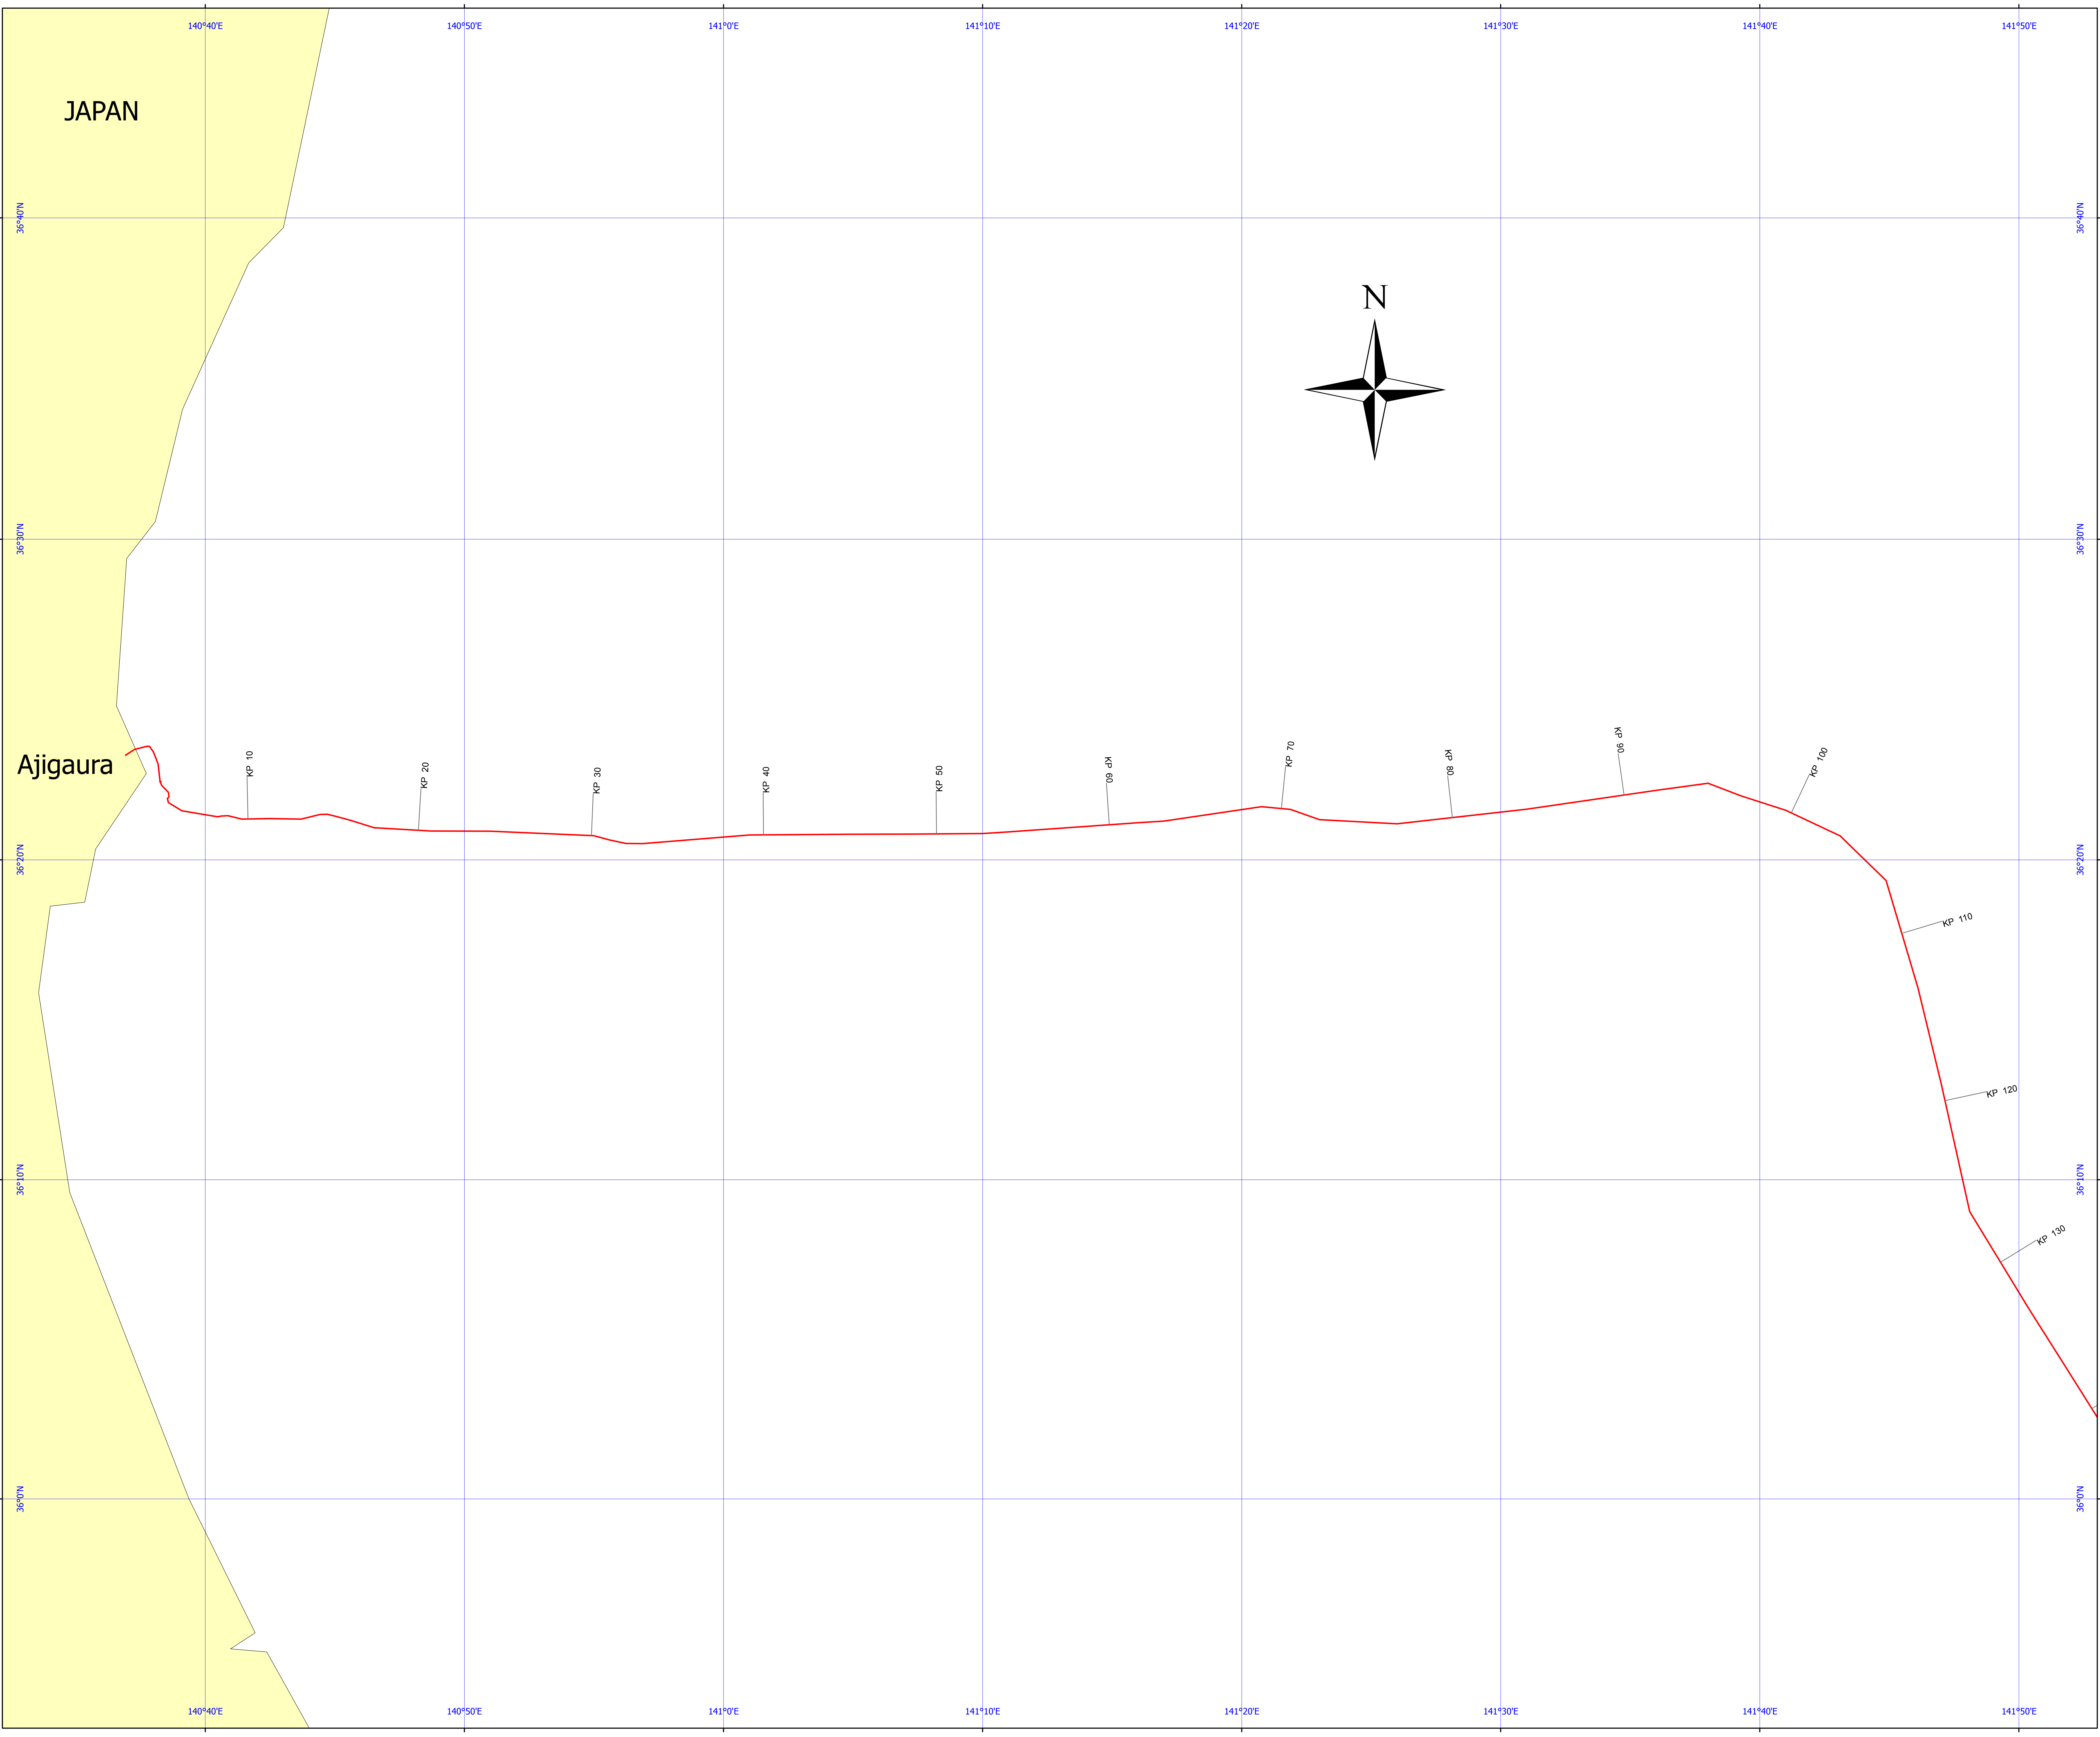 140°40'E 140°50'E 141°0'E 141°10'E 141°20'E 141°30'E 141°40'E 141°50'E
JAPAN
36°40'N 36°40'N
N
36°30'N 36°30'N
Ajigaura
KP 10
KP 20
KP 30
KP 40
KP 50
KP 60
KP 70
KP 80
KP 90
KP 100
36°20'N 36°20'N
KP 110
KP 120
36°10'N 36°10'N
KP 130
36°0'N 36°0'N
140°40'E 140°50'E 141°0'E 141°10'E 141°20'E 141°30'E 141°40'E 141°50'E